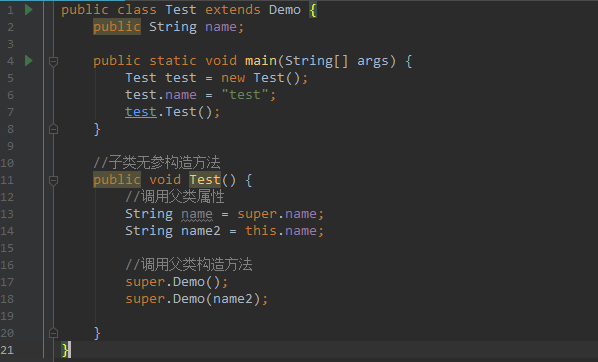 1 public class Test extends Demo {
2 public String name;
3
4 public static void main(String[] args) {
5 Test test = new Test();
6 test.name = "test";
7 test.Test();
8 }
9
10 //子类无参构造方法
11 public void Test() {
12 //调用父类属性
13 String name = super.name;
14 String name2 = this.name;
15
16 //调用父类构造方法
17 super.Demo();
18 super.Demo(name2);
19
20 }
21 }